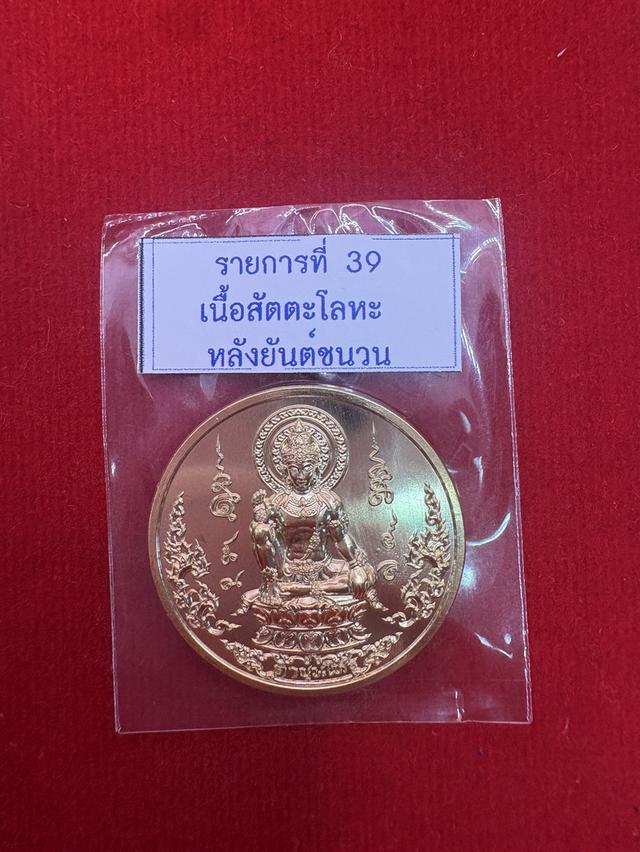 รายการที่ 39
เนื้อสัตตะโลหะ
หลังยันต์ชนวน